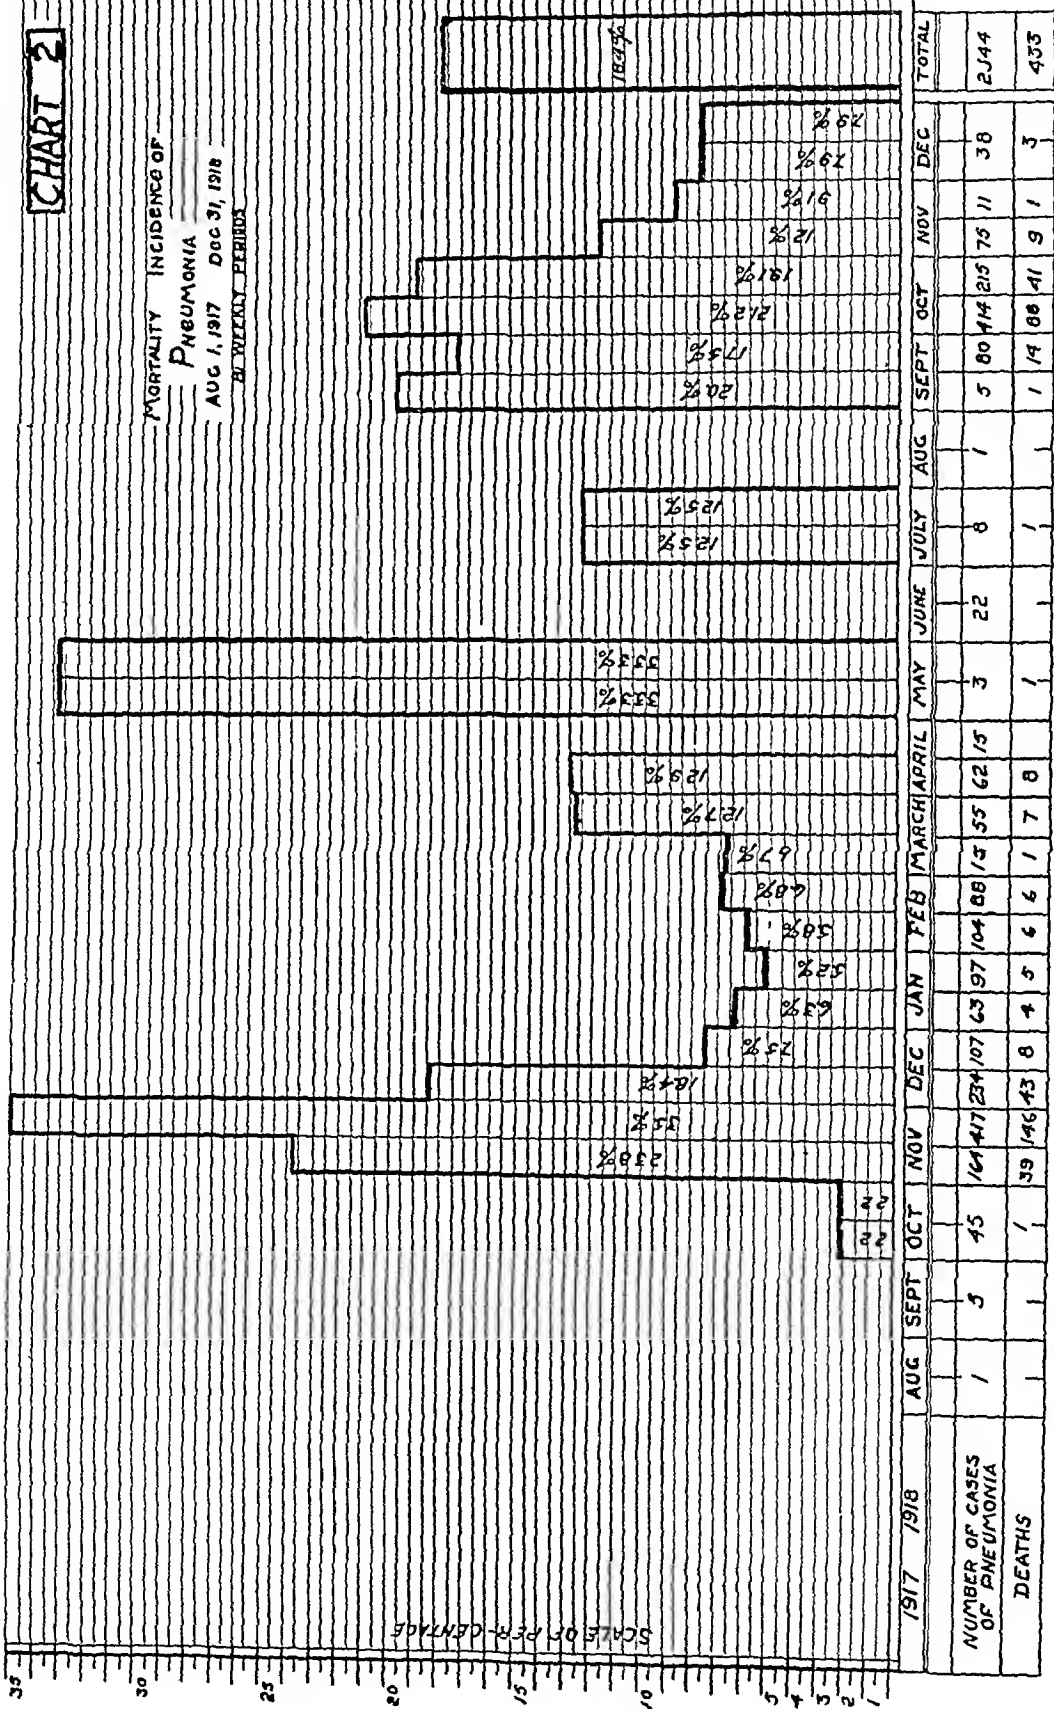 CHART 2
MORTALITY INCIDENCE OF
PNEUMONIA
AUG 1, 1917 DEC 31, 1918
BI WEEKLY PERIODS
SCALE OF PER-CENTAGE
35
30
25
20
15
10
5
4
3
2
1
2.2 2.2 23.8% 35% 18.4% 7.5% 6.3% 5.2% 5.8% 6.8% 6.7% 12.7% 12.9% 33.3% 33.3% 12.5% 12.5% 20% 17.5% 21.2% 19.1% 12% 9.1% 7.9% 7.9% 18.4%
1917 1918 AUG SEPT OCT NOV DEC JAN FEB MARCH APRIL MAY JUNE JULY AUG SEPT OCT NOV DEC TOTAL
NUMBER OF CASES
OF PNEUMONIA
1 5 45 164 417 234 107 63 97 104 88 15 55 62 15 3 22 8 1 5 80 414 215 75 11 38 2344
DEATHS 1 39 146 43 8 4 5 6 6 1 7 8 1 1 1 14 88 41 9 1 3 433